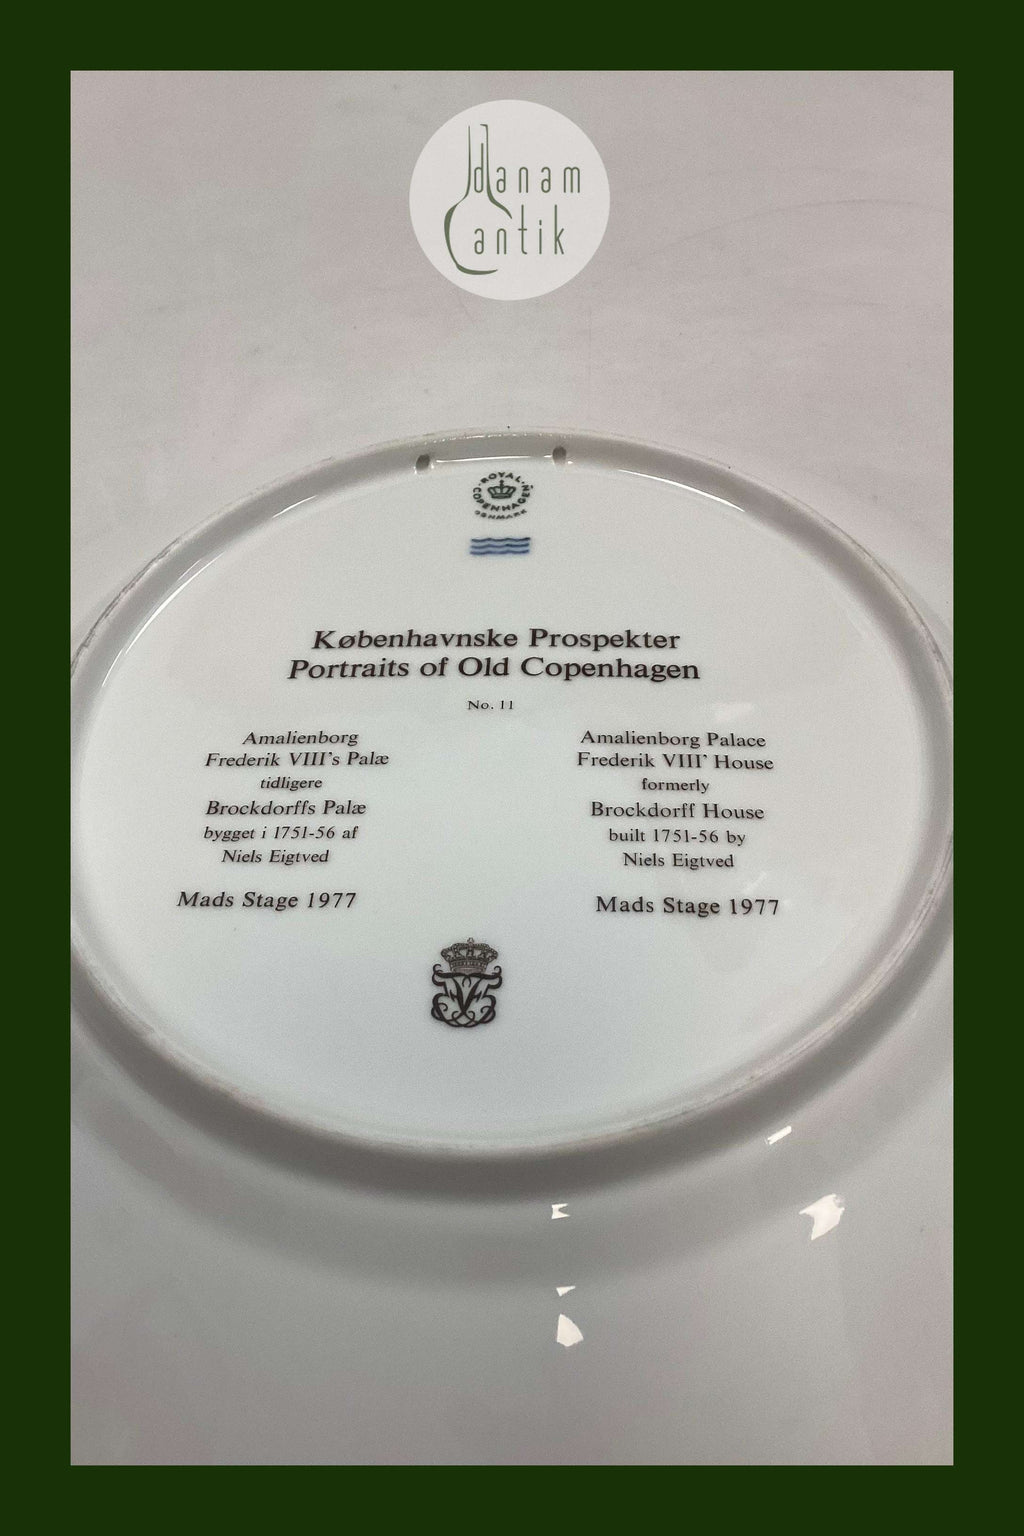 danam
antik
ROYAL COPENHAGEN
DENMARK
Københavnske Prospekter
Portraits of Old Copenhagen
No. 11
Amalienborg
Frederik VIII's Palæ
tidligere
Brockdorffs Palæ
bygget i 1751-56 af
Niels Eigtved
Mads Stage 1977
Amalienborg Palace
Frederik VIII' House
formerly
Brockdorff House
built 1751-56 by
Niels Eigtved
Mads Stage 1977